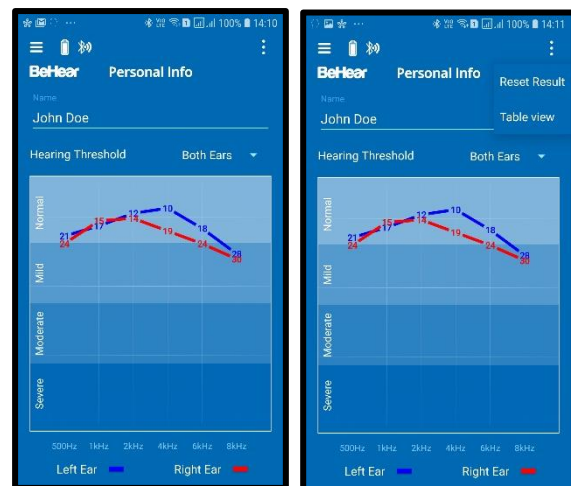 100% 14:10
BeHear Personal Info
Name
John Doe
Hearing Threshold Both Ears
Normal
Mild
Moderate
Severe
21 17 12 10 18 28
24 15 14 19 24 30
500Hz 1kHz 2kHz 4kHz 6kHz 8kHz
Left Ear Right Ear
100% 14:11
BeHear Personal Info
Reset Result
Table view
Name
John Doe
Hearing Threshold Both Ears
Normal
Mild
Moderate
Severe
21 17 12 10 18 28
24 15 14 19 24 30
500Hz 1kHz 2kHz 4kHz 6kHz 8kHz
Left Ear Right Ear